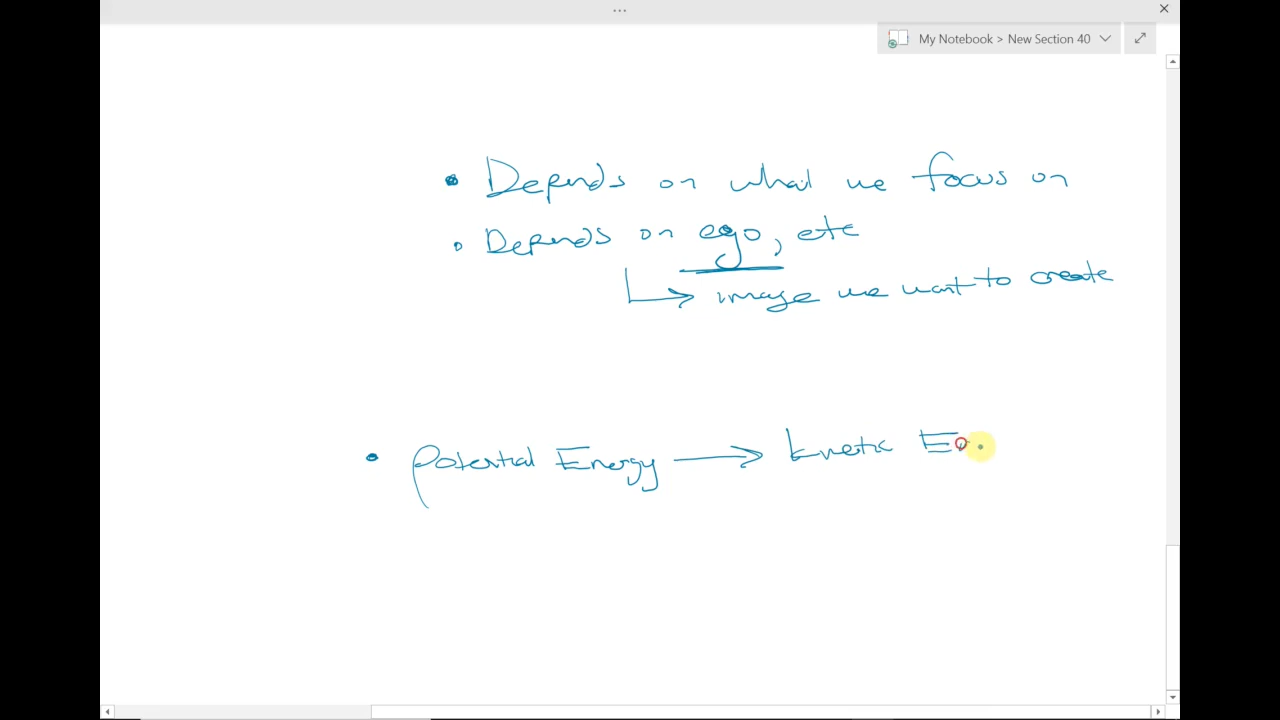 My Notebook > New Section 40
• Depends on what we focus on
• Depends on ego, etc
↳ image we want to create
• Potential Energy → kinetic En